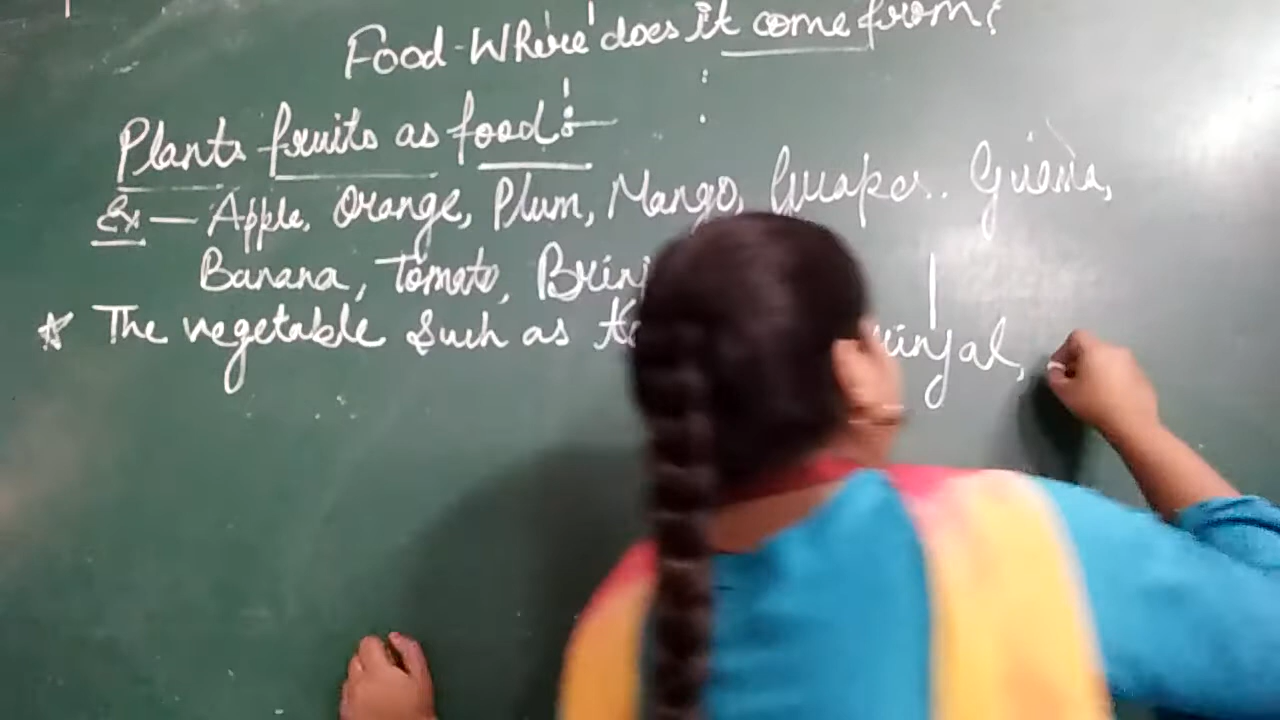 Food-Where does it come from?
Plants fruits as food:-
Ex - Apple, Orange, Plum, Mango, Grapes. Guava,
Banana, Tomato,
The vegetable such as